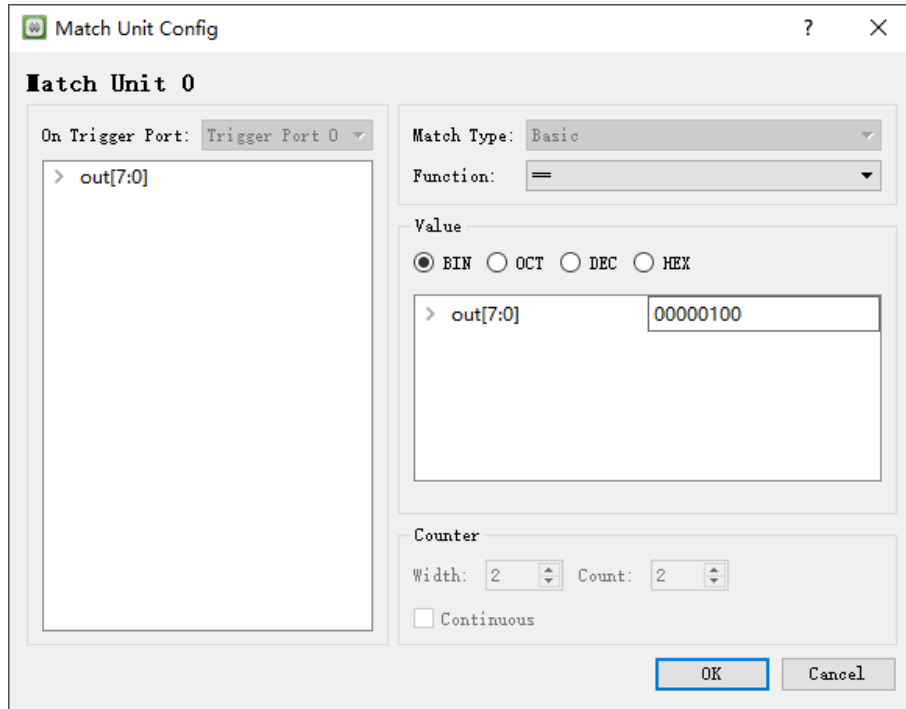 Match Unit Config
?
Match Unit 0
On Trigger Port: Trigger Port 0
out[7:0]
Match Type: Basic
Function: ==
Value
BIN OCT DEC HEX
out[7:0] 00000100
Counter
Width: 2 Count: 2
Continuous
OK Cancel